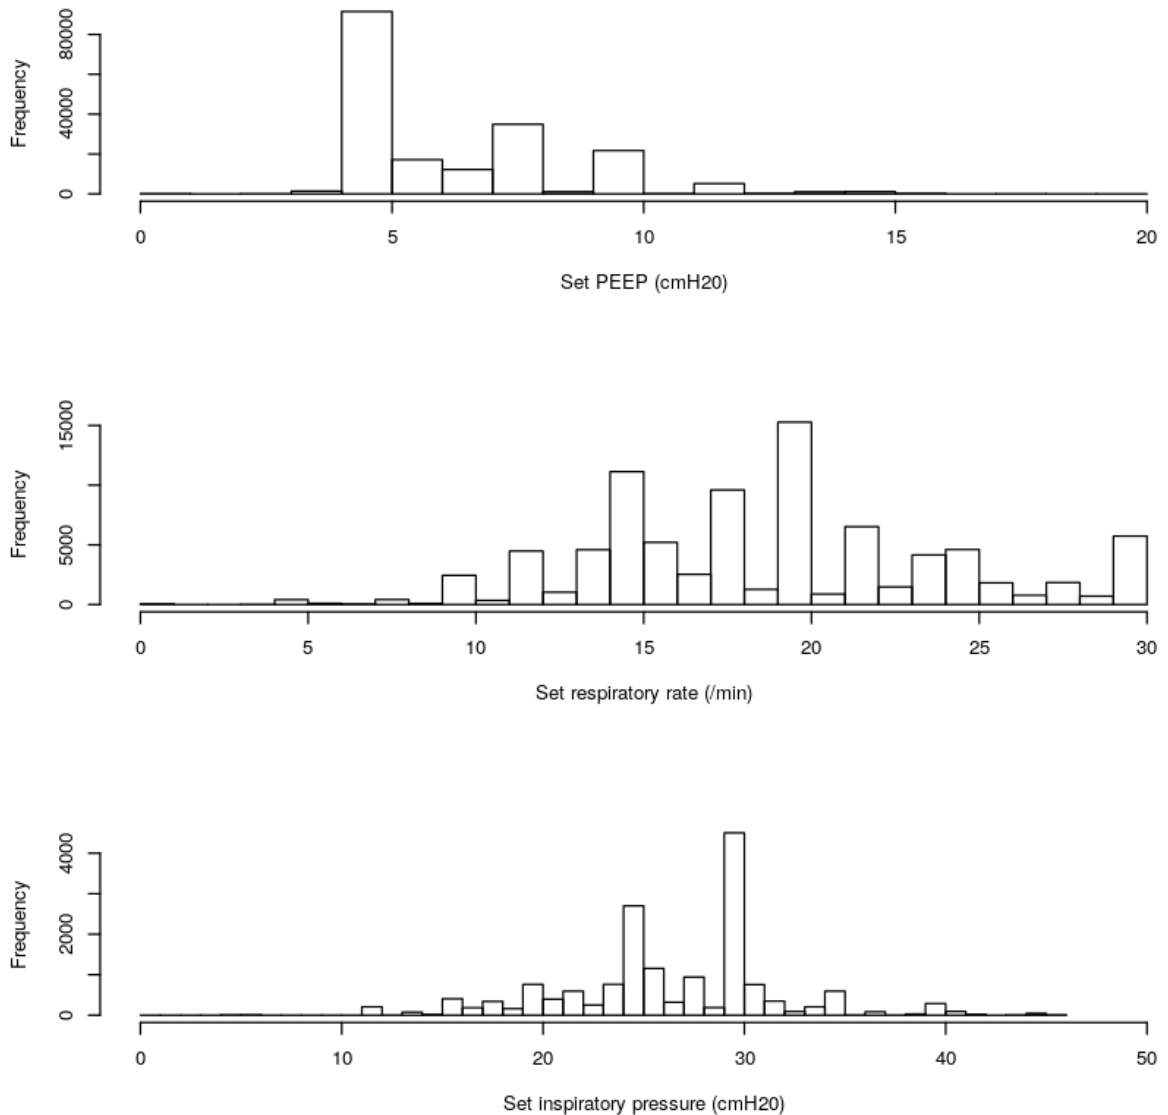 Frequency
0 40000 80000
0 5 10 15 20
Set PEEP (cmH20)
Frequency
0 5000 15000
0 5 10 15 20 25 30
Set respiratory rate (/min)
Frequency
0 2000 4000
0 10 20 30 40 50
Set inspiratory pressure (cmH20)